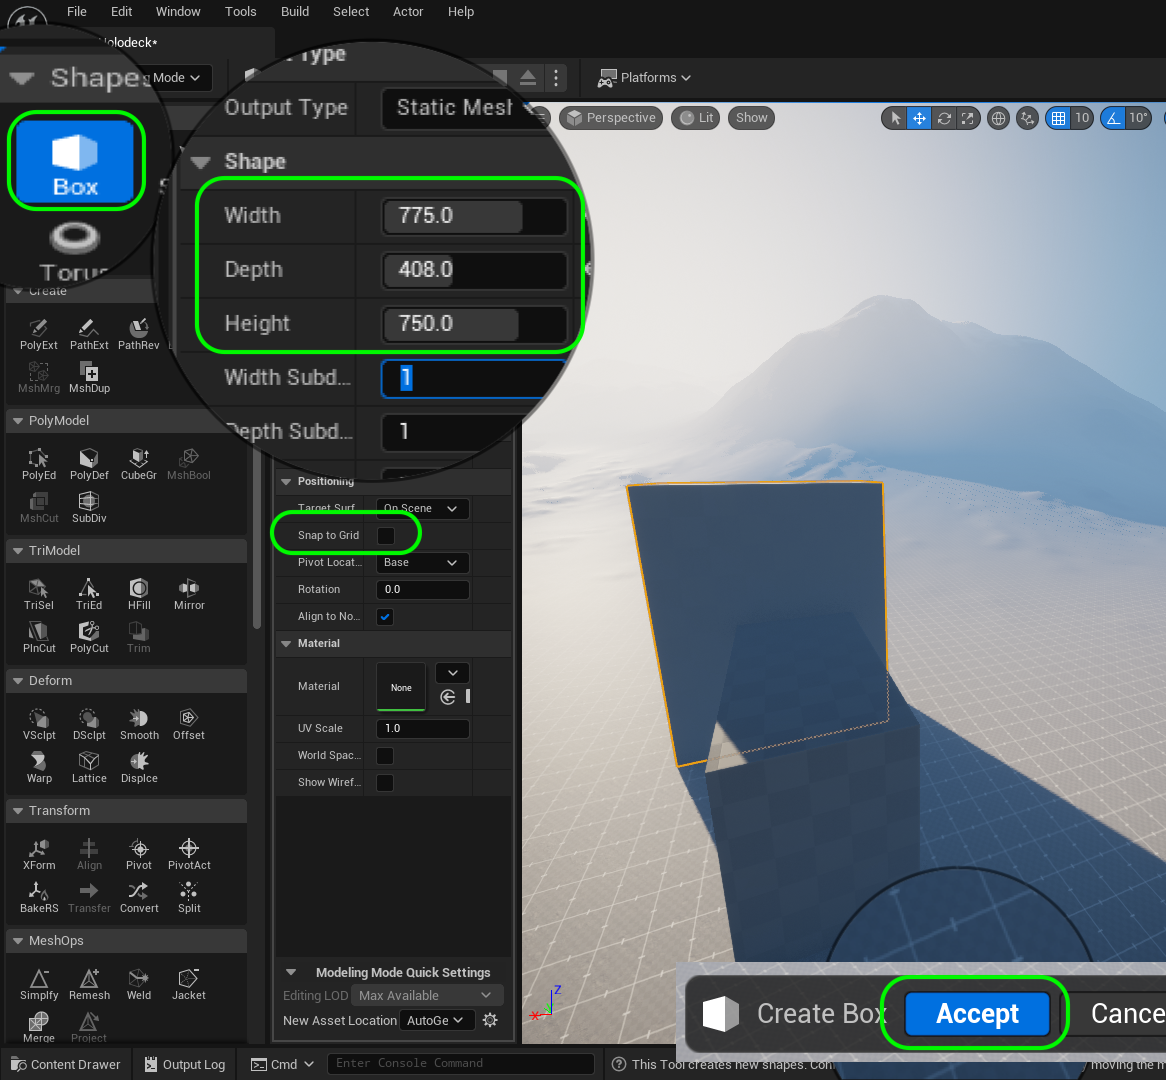 File Edit Window Tools Build Select Actor Help
olodeck*
Shapes
Mode
Type
Platforms
Output Type Static Mesh
Perspective Lit Show 10 10°
Shape
Box
Width 775.0
Depth 408.0
Torus
Height 750.0
Create
PolyExt PathExt PathRev
Width Subd... 1
MshMrg MshDup
PolyModel
Depth Subd... 1
PolyEd PolyDef CubeGr MshBool
Positioning
Target Surf On Scene
MshCut SubDiv
Snap to Grid
TriModel
Pivot Locat... Base
Rotation 0.0
TriSel TriEd HFill Mirror
Align to No...
PlnCut PolyCut Trim
Material
Deform
Material None
VSclpt DSclpt Smooth Offset
UV Scale 1.0
World Spac...
Warp Lattice Displce
Show Wiref...
Transform
XForm Align Pivot PivotAct
BakeRS Transfer Convert Split
MeshOps
Modeling Mode Quick Settings
Simplfy Remesh Weld Jacket
Editing LOD Max Available
New Asset Location AutoGe
Z
X
Create Box Accept Cance
Merge Project
Content Drawer Output Log Cmd Enter Console Command This Tool creates new shapes. Con moving the